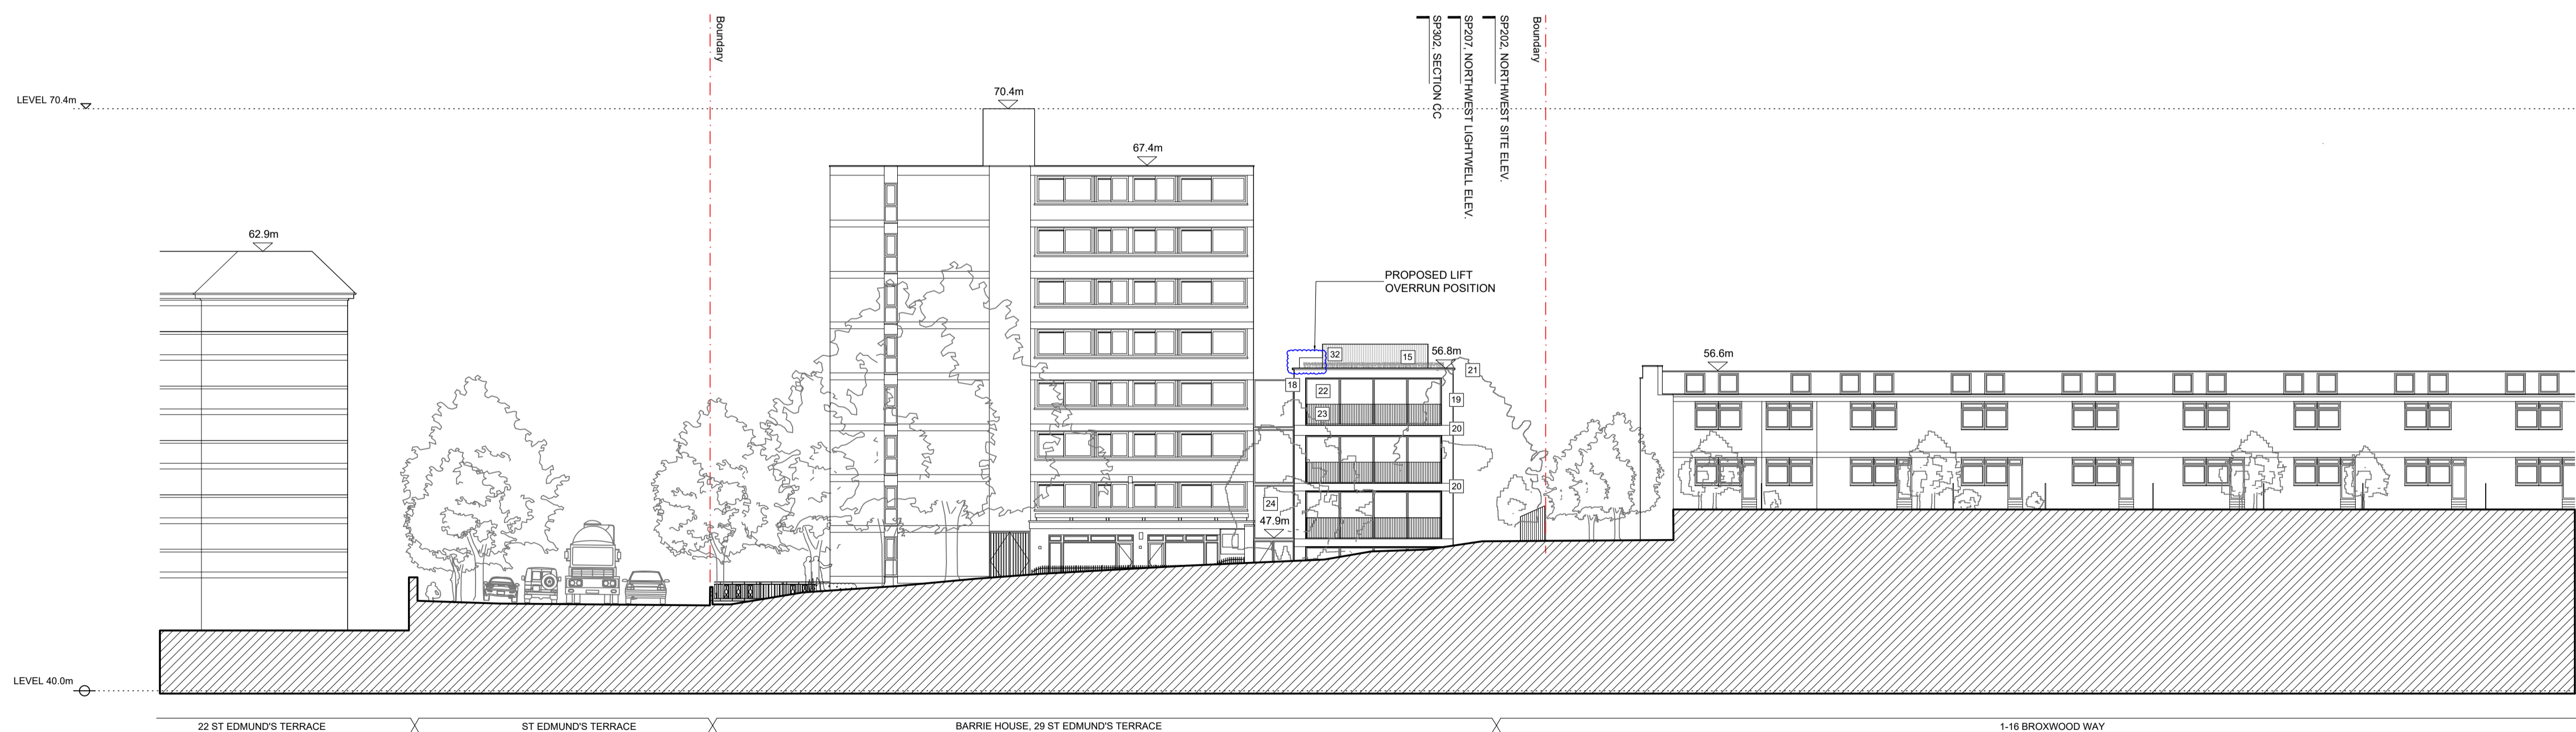 Boundary
SP302, SECTION CC
SP207, NORTHWEST LIGHTWELL ELEV.
SP202, NORTHWEST SITE ELEV.
Boundary
LEVEL 70.4m
70.4m
67.4m
62.9m
PROPOSED LIFT
OVERRUN POSITION
32
15
56.8m
56.6m
21
18
22
19
23
20
20
24
47.9m
LEVEL 40.0m
22 ST EDMUND'S TERRACE
ST EDMUND'S TERRACE
BARRIE HOUSE, 29 ST EDMUND'S TERRACE
1-16 BROXWOOD WAY